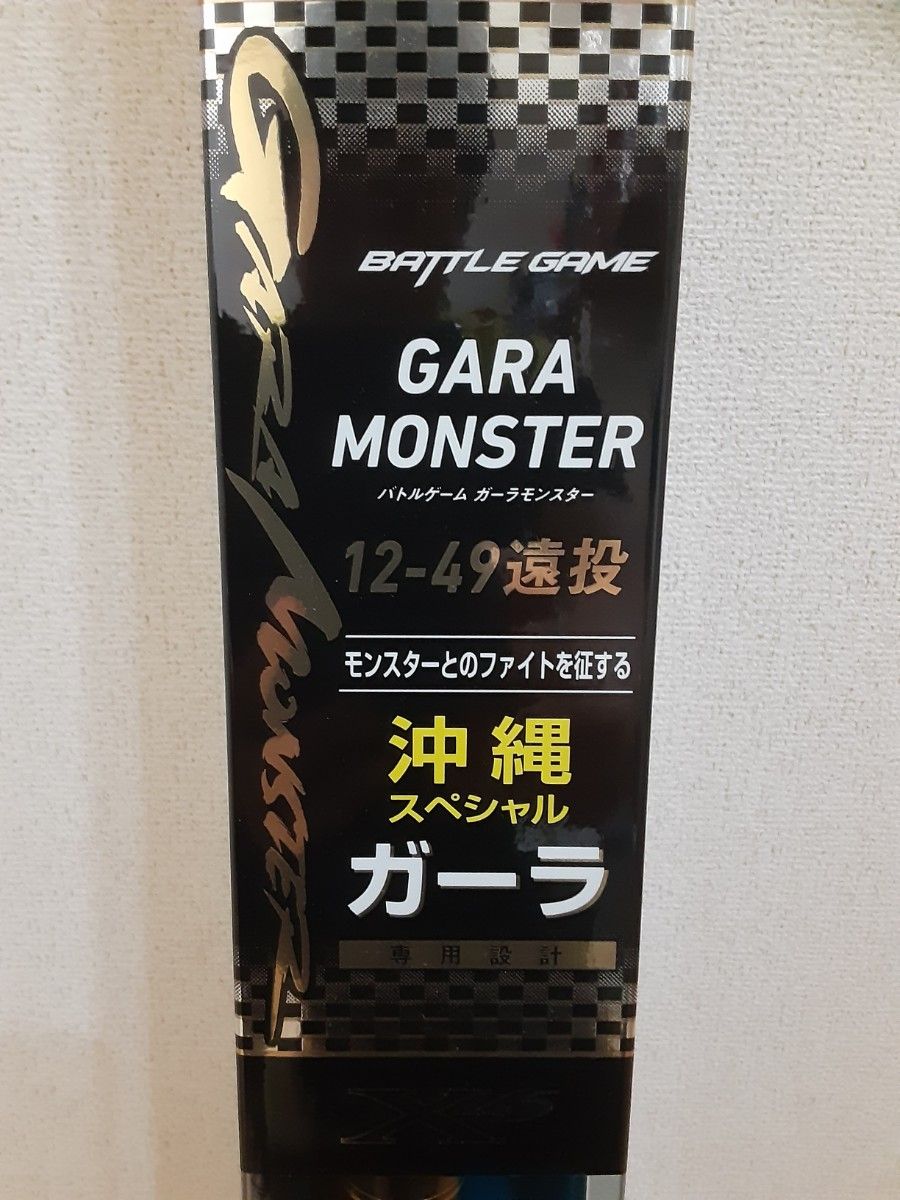 GARA MONSTER
BATTLE GAME
GARA
MONSTER
バトルゲーム ガーラモンスター
12-49遠投
モンスターとのファイトを征する
沖縄
スペシャル
ガーラ
専用設計